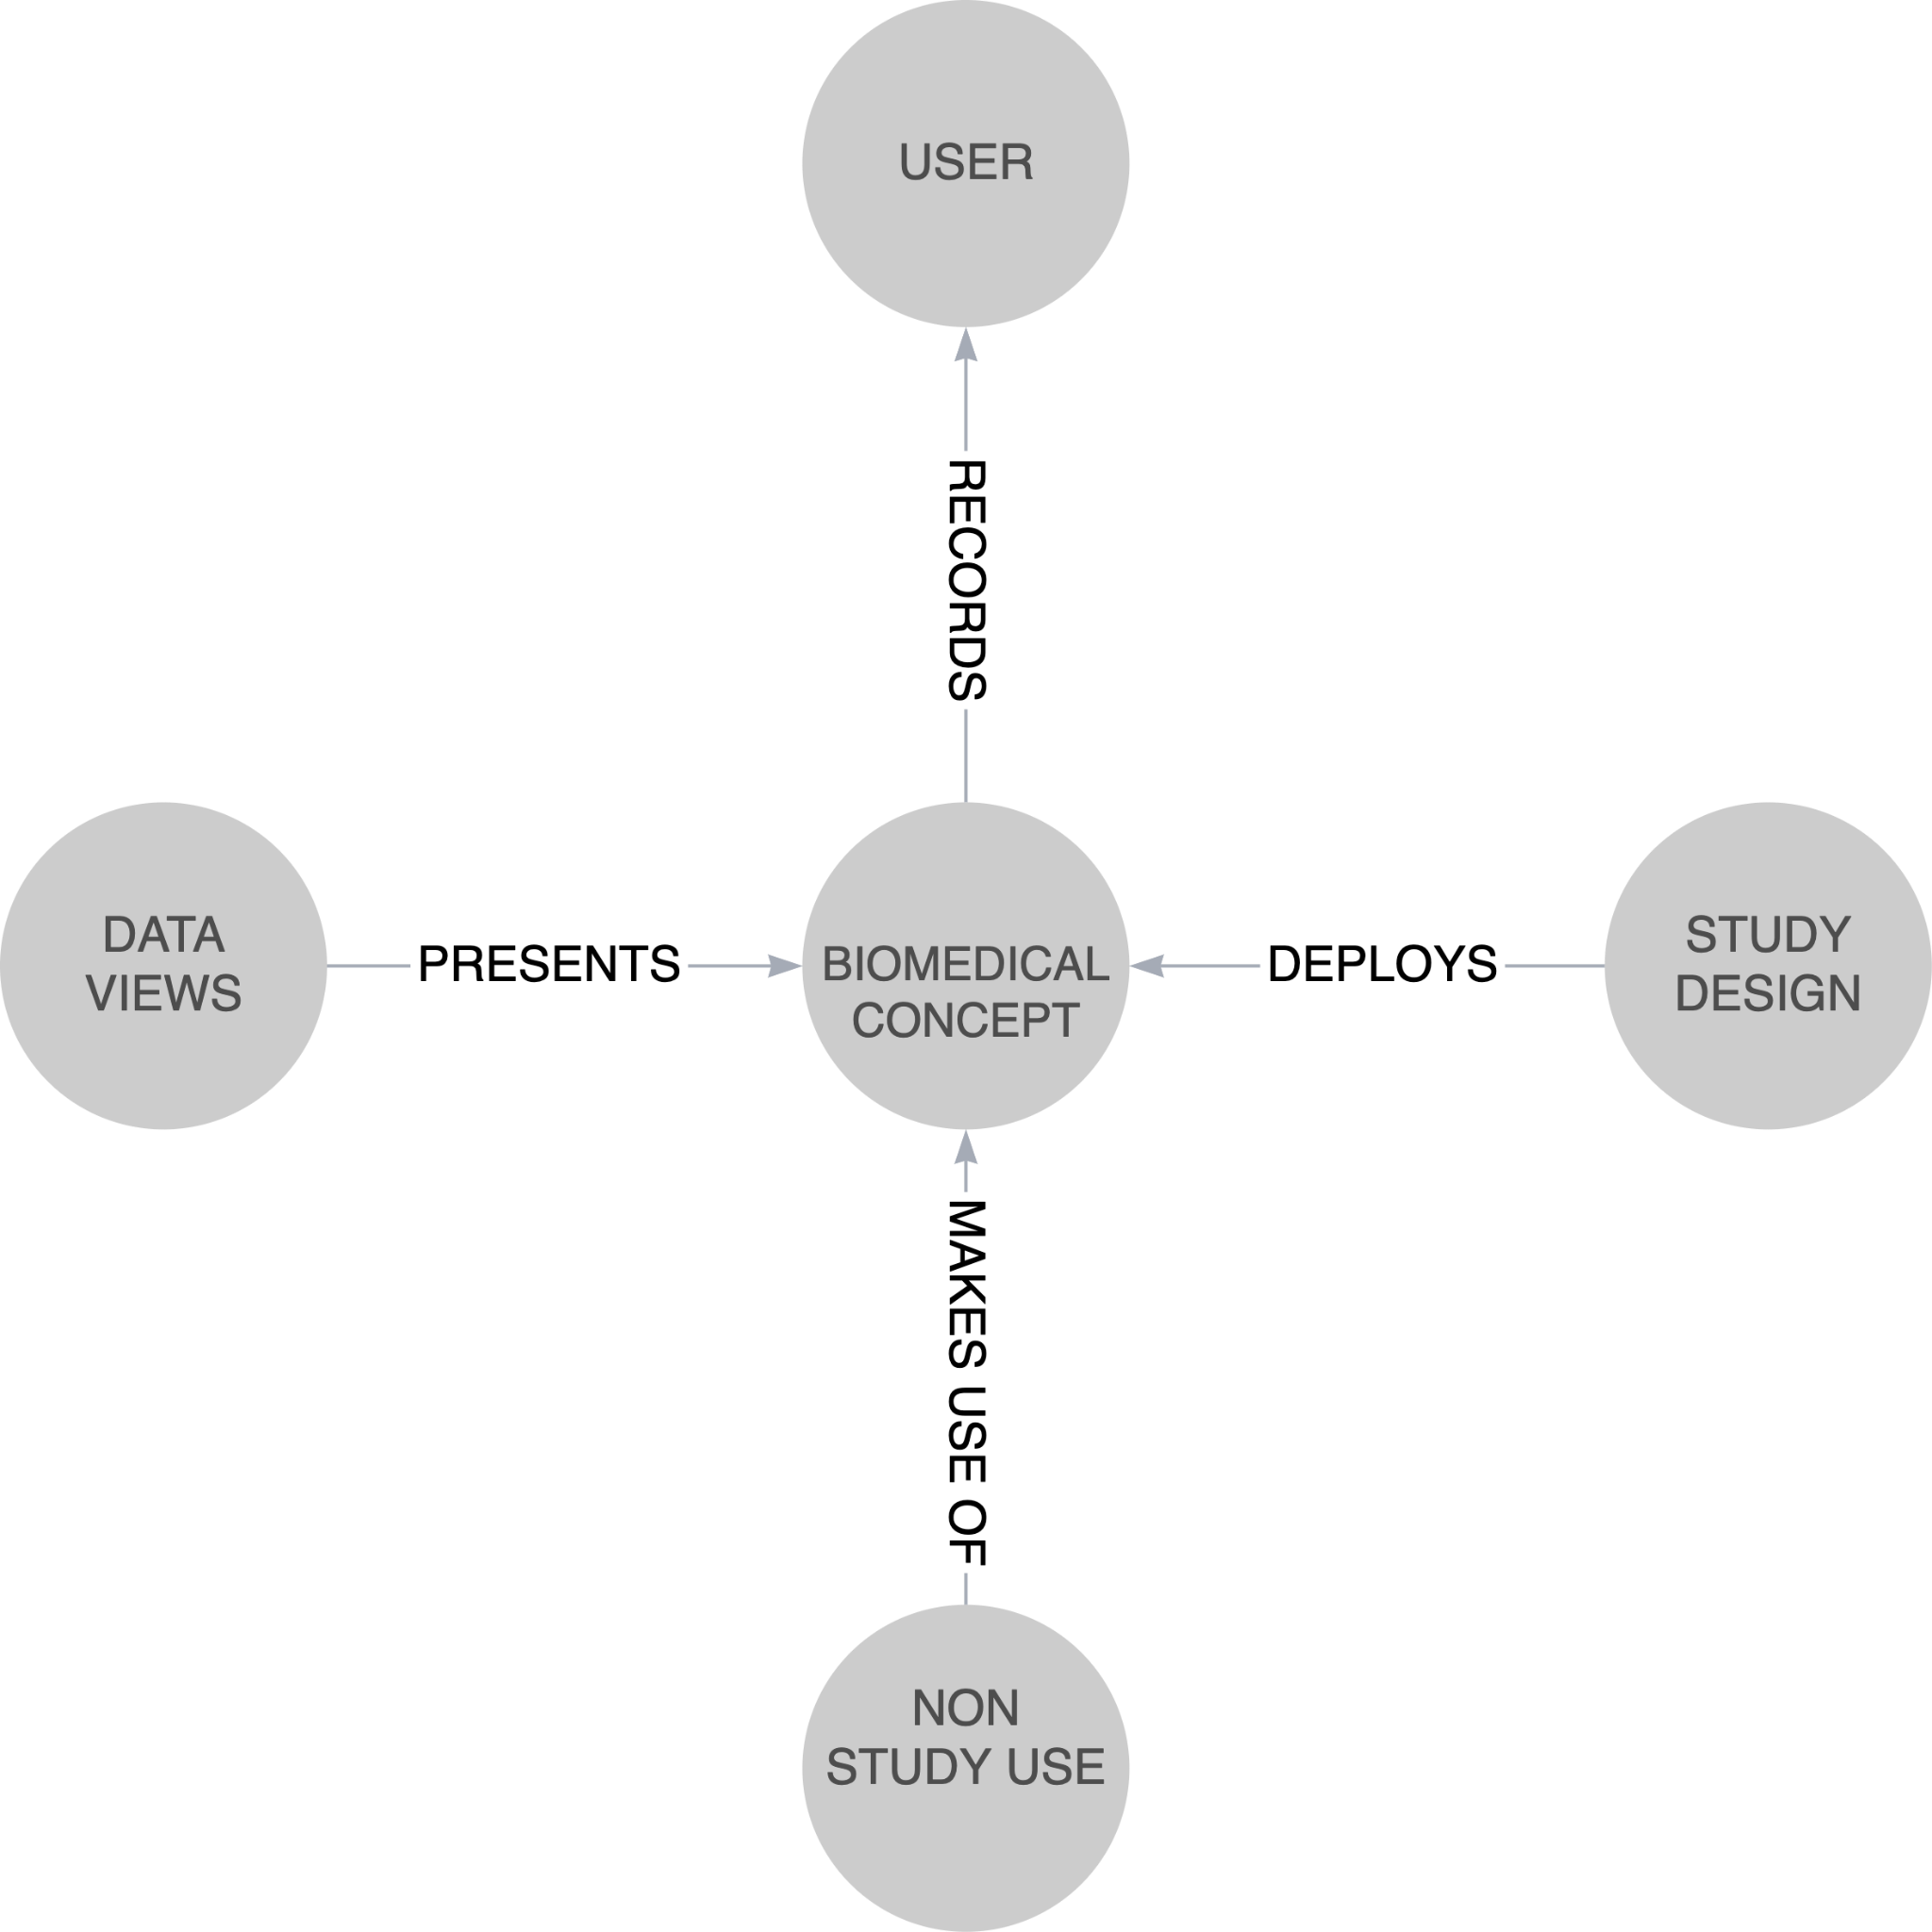 USER
RECORDS
DATA
VIEWS
PRESENTS
BIOMEDICAL
CONCEPT
DEPLOYS
STUDY
DESIGN
MAKES USE OF
NON
STUDY USE